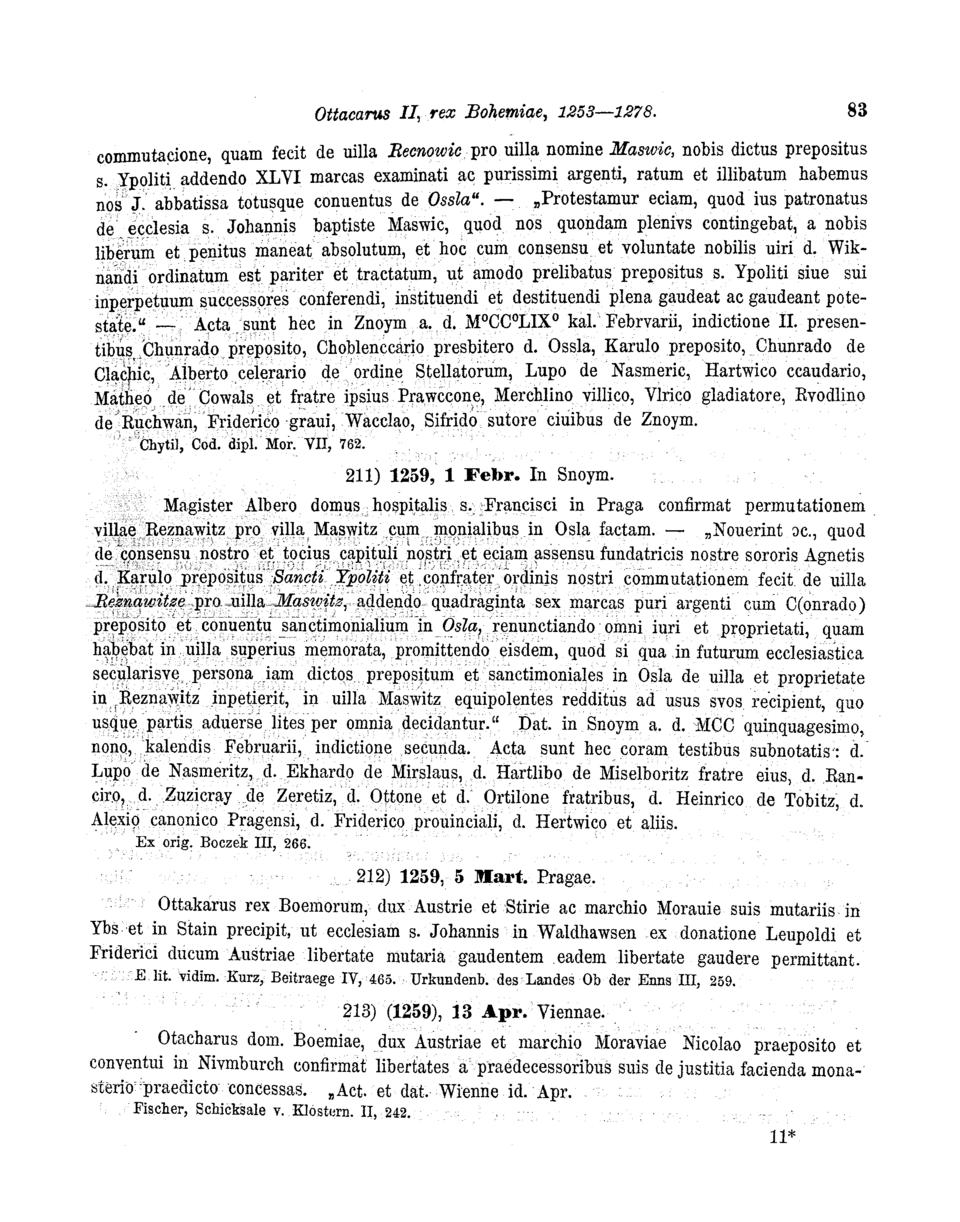 Ottacarus II, rex Bohemiae, 1253—1278. 83
commutacione, quam fecit de uilla Recnowic pro uilla nomine Maswic, nobis dictus prepositus
s. Ypoliti addendo XLVI marcas examinati ac purissimi argenti, ratum et illibatum habemus
nos J. abbatissa totusque conuentus de Ossla“. — „Protestamur eciam, quod ius patronatus
de ecclesia s. Johannis baptiste Maswic, quod nos quondam plenivs contingebat, a nobis
liberum et penitus maneat absolutum, et hoc cum consensu et voluntate nobilis uiri d. Wik-
nandi ordinatum est pariter et tractatum, ut amodo prelibatus prepositus s. Ypoliti siue sui
inperpetuum successores conferendi, instituendi et destituendi plena gaudeat ac gaudeant pote-
state.“ — Acta sunt hec in Znoym a. d. MºCCºLIXº kal. Febrvarii, indictione II. presen-
tibus Chunrado preposito, Choblenccario presbitero d. Ossla, Karulo preposito, Chunrado de
Clachic, Alberto celerario de ordine Stellatorum, Lupo de Nasmeric, Hartwico ccaudario,
Matheo de Cowals et fratre ipsius Prawccone, Merchlino villico, Vlrico gladiatore, Rvodlino
de Ruchwan, Friderico graui, Wacclao, Sifrido sutore ciuibus de Znoym.
Chytil, Cod. dipl. Mor. VII, 762.
211) 1259, 1 Febr. In Snoym.
Magister Albero domus hospitalis s. Francisci in Praga confirmat permutationem
villae Reznawitz pro villa Maswitz cum monialibus in Osla factam. — „Nouerint ɔc., quod
de consensu nostro et tocius capituli nostri et eciam assensu fundatricis nostre sororis Agnetis
d. Karulo prepositus Sancti Ypoliti et confrater ordinis nostri commutationem fecit de uilla
Reznawitze pro uilla Maswitz, addendo quadraginta sex marcas puri argenti cum C(onrado)
preposito et conuentu sanctimonialium in Osla, renunctiando omni iuri et proprietati, quam
habebat in uilla superius memorata, promittendo eisdem, quod si qua in futurum ecclesiastica
secularisve persona iam dictos prepositum et sanctimoniales in Osla de uilla et proprietate
in Reznawitz inpetierit, in uilla Maswitz equipolentes redditus ad usus svos recipient, quo
usque partis aduerse lites per omnia decidantur.“ Dat. in Snoym a. d. MCC quinquagesimo,
nono, kalendis Februarii, indictione secunda. Acta sunt hec coram testibus subnotatis: d.
Lupo de Nasmeritz, d. Ekhardo de Mirslaus, d. Hartlibo de Miselboritz fratre eius, d. Ran-
ciro, d. Zuzicray de Zeretiz, d. Ottone et d. Ortilone fratribus, d. Heinrico de Tobitz, d.
Alexio canonico Pragensi, d. Friderico prouinciali, d. Hertwico et aliis.
Ex orig. Boczek III, 266.
212) 1259, 5 Mart. Pragae.
Ottakarus rex Boemorum, dux Austrie et Stirie ac marchio Morauie suis mutariis in
Ybs et in Stain precipit, ut ecclesiam s. Johannis in Waldhawsen ex donatione Leupoldi et
Friderici ducum Austriae libertate mutaria gaudentem eadem libertate gaudere permittant.
E lit. vidim. Kurz, Beitraege IV, 465. Urkundenb. des Landes Ob der Enns III, 259.
213) (1259), 13 Apr. Viennae.
Otacharus dom. Boemiae, dux Austriae et marchio Moraviae Nicolao praeposito et
conventui in Nivmburch confirmat libertates a praedecessoribus suis de justitia facienda mona-
sterio praedicto concessas. „Act. et dat. Wienne id. Apr.
Fischer, Schicksale v. Klostern. II, 242.
11*